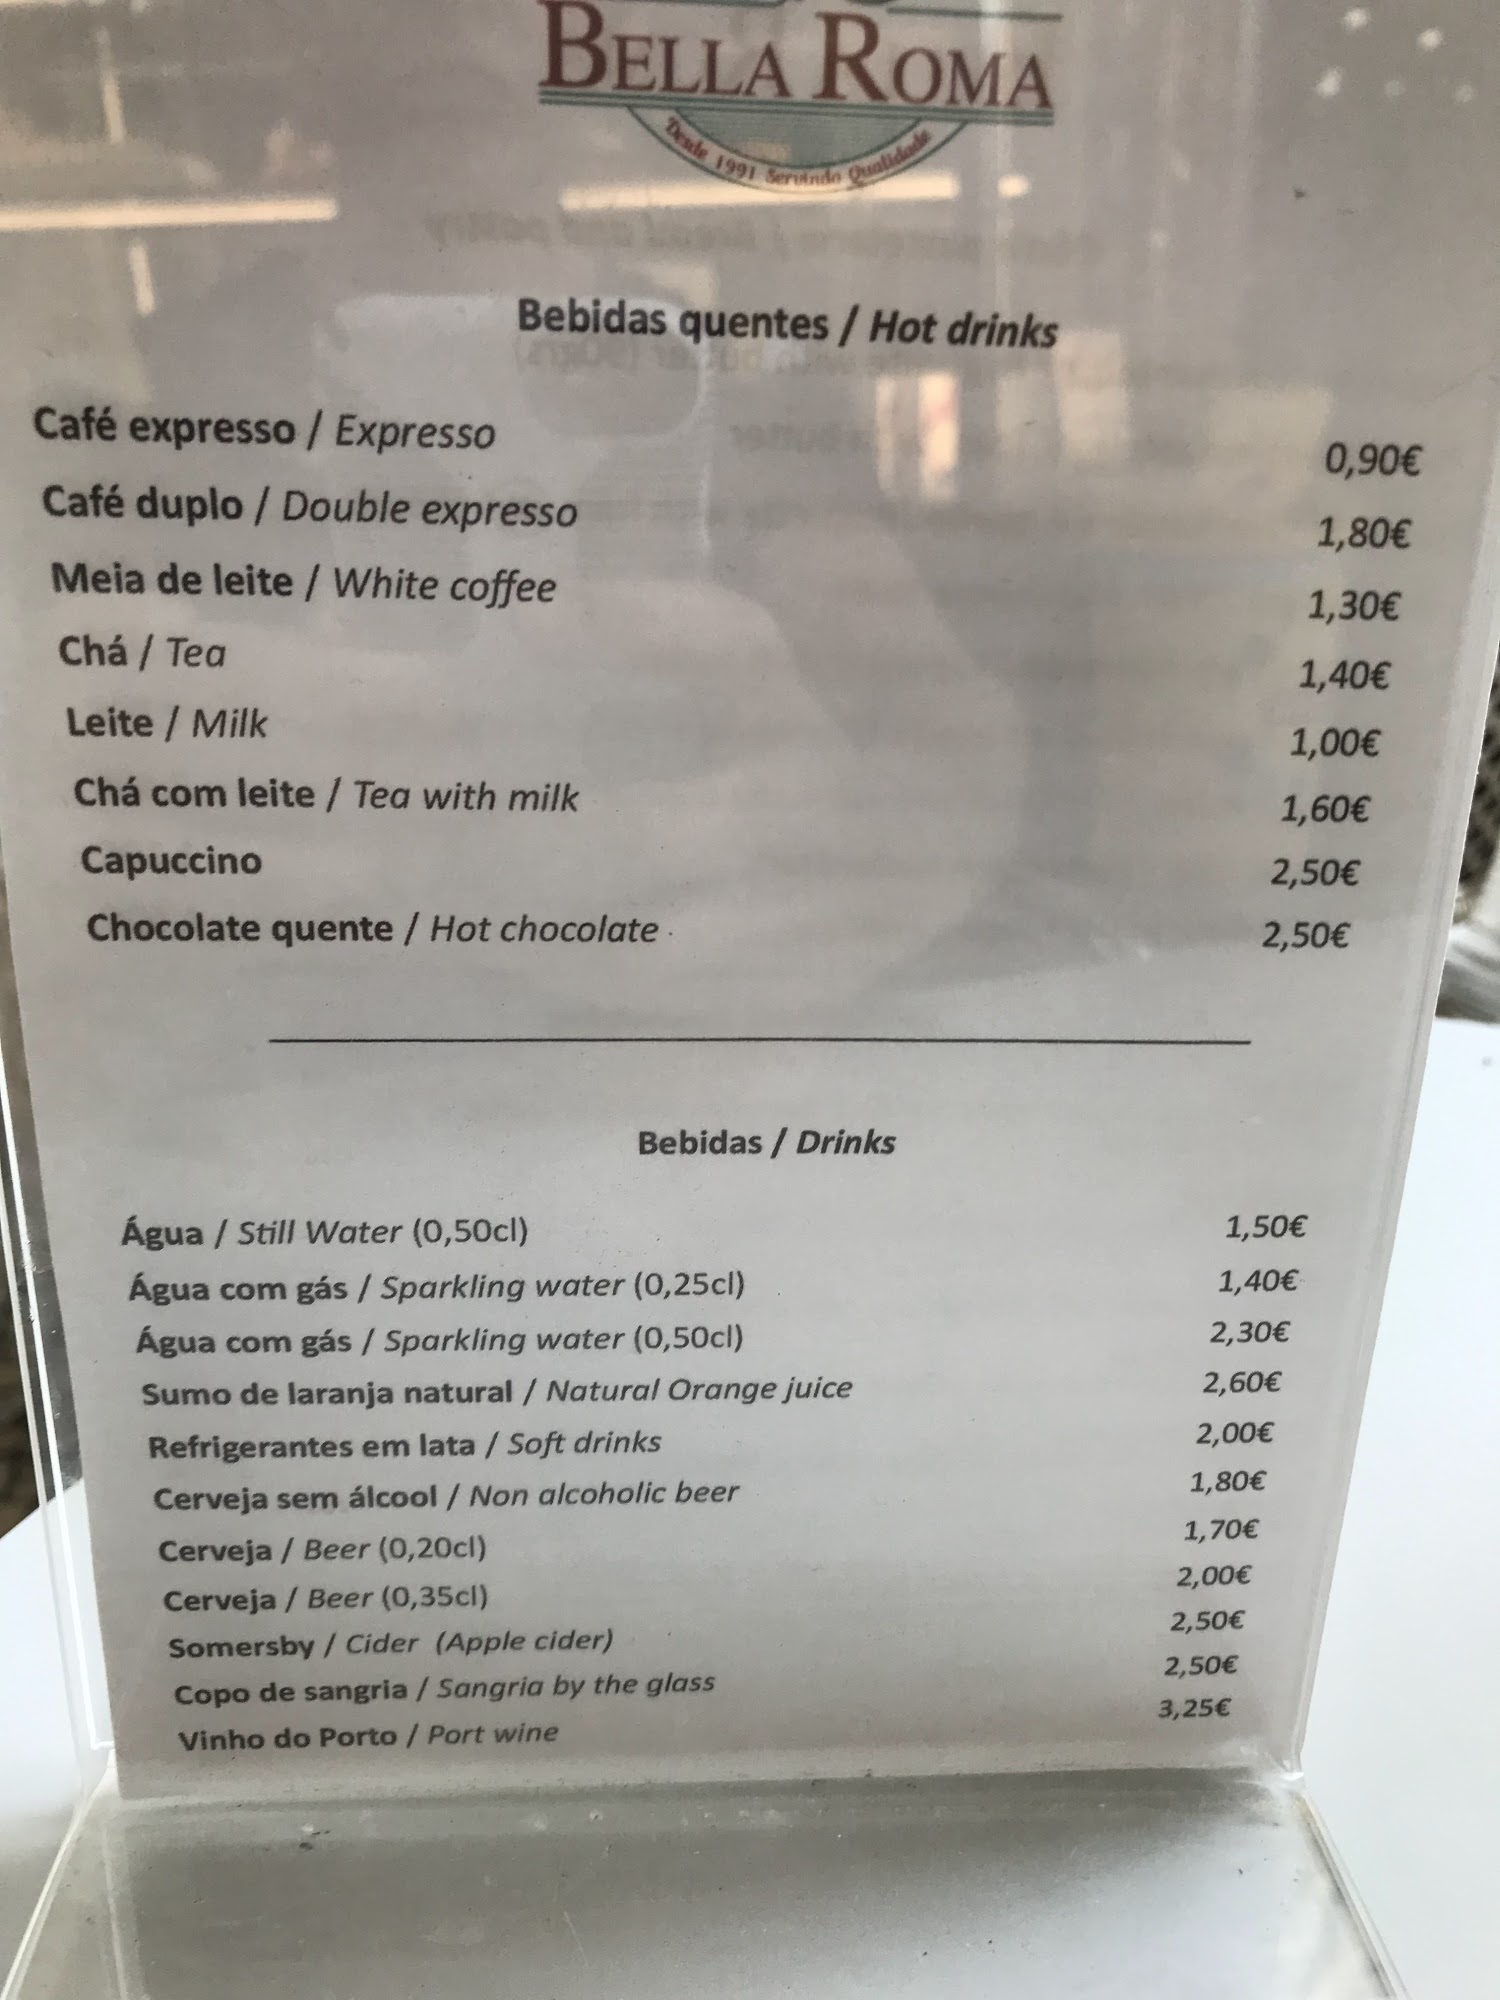 BELLA ROMA
Desde 1991 Servindo Qualidade
Bebidas quentes / Hot drinks
Café expresso / Expresso 0,90€
Café duplo / Double expresso 1,80€
Meia de leite / White coffee 1,30€
Chá / Tea 1,40€
Leite / Milk 1,00€
Chá com leite / Tea with milk 1,60€
Capuccino 2,50€
Chocolate quente / Hot chocolate 2,50€
Bebidas / Drinks
Água / Still Water (0,50cl) 1,50€
Água com gás / Sparkling water (0,25cl) 1,40€
Água com gás / Sparkling water (0,50cl) 2,30€
Sumo de laranja natural / Natural Orange juice 2,60€
Refrigerantes em lata / Soft drinks 2,00€
Cerveja sem álcool / Non alcoholic beer 1,80€
Cerveja / Beer (0,20cl) 1,70€
Cerveja / Beer (0,35cl) 2,00€
Somersby / Cider (Apple cider) 2,50€
Copo de sangria / Sangria by the glass 2,50€
Vinho do Porto / Port wine 3,25€